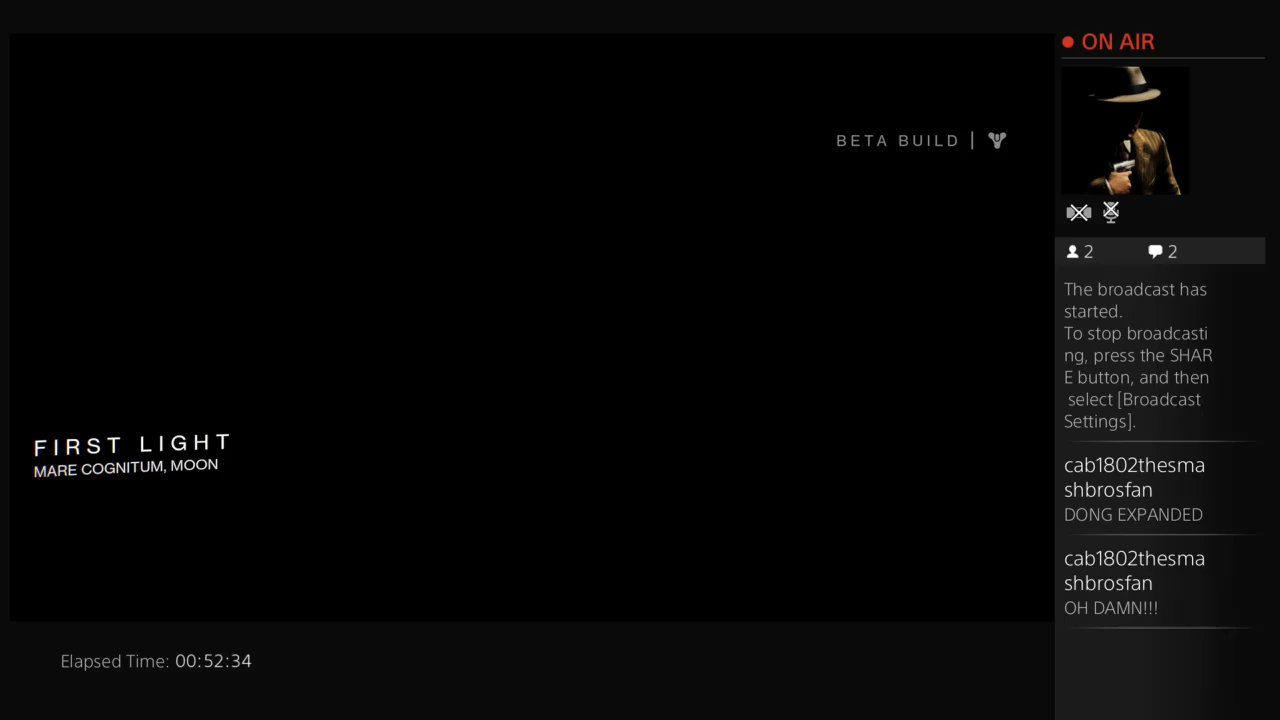 ON AIR
BETA BUILD |
2 2
The broadcast has
started.
To stop broadcasti
ng, press the SHAR
E button, and then
select [Broadcast
Settings].
FIRST LIGHT
MARE COGNITUM, MOON
cab1802thesma
shbrosfan
DONG EXPANDED
cab1802thesma
shbrosfan
OH DAMN!!!
Elapsed Time: 00:52:34